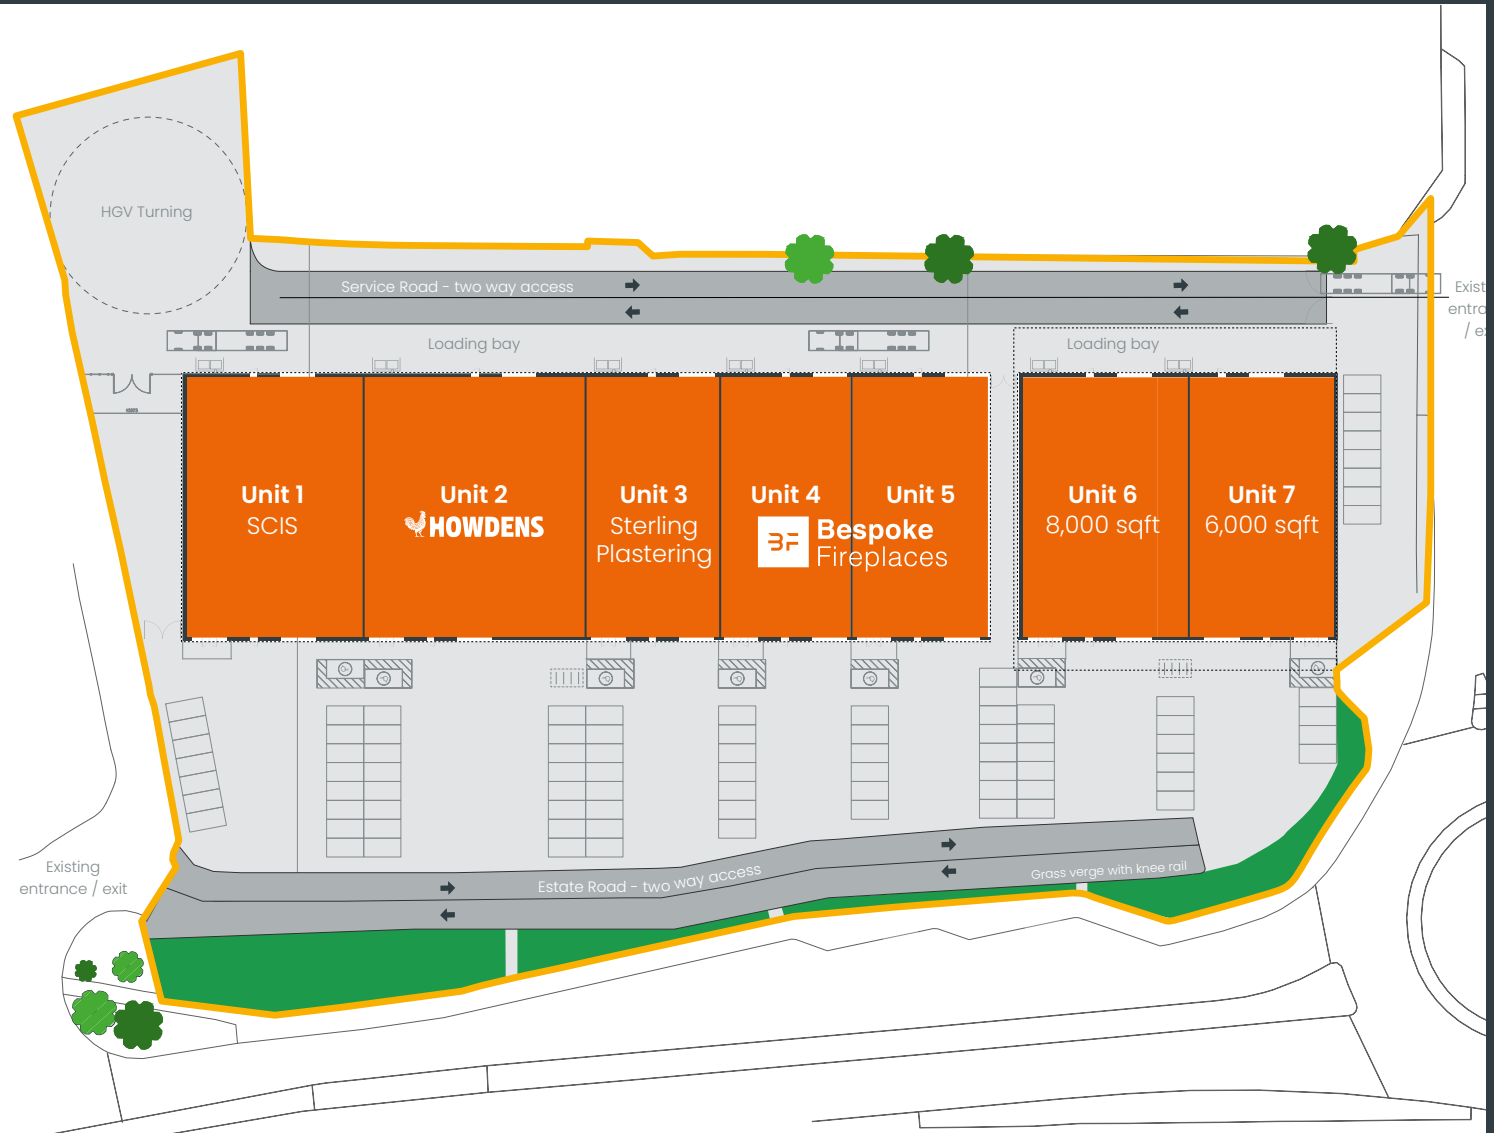 HGV Turning
Service Road - two way access
Loading bay
Loading bay
Unit 1
SCIS
Unit 2
HOWDENS
Unit 3
Sterling
Plastering
Unit 4
Unit 5
BF
Bespoke
Fireplaces
Unit 6
8,000 sqft
Unit 7
6,000 sqft
Existing
entrance / exit
Estate Road - two way access
Grass verge with knee rail